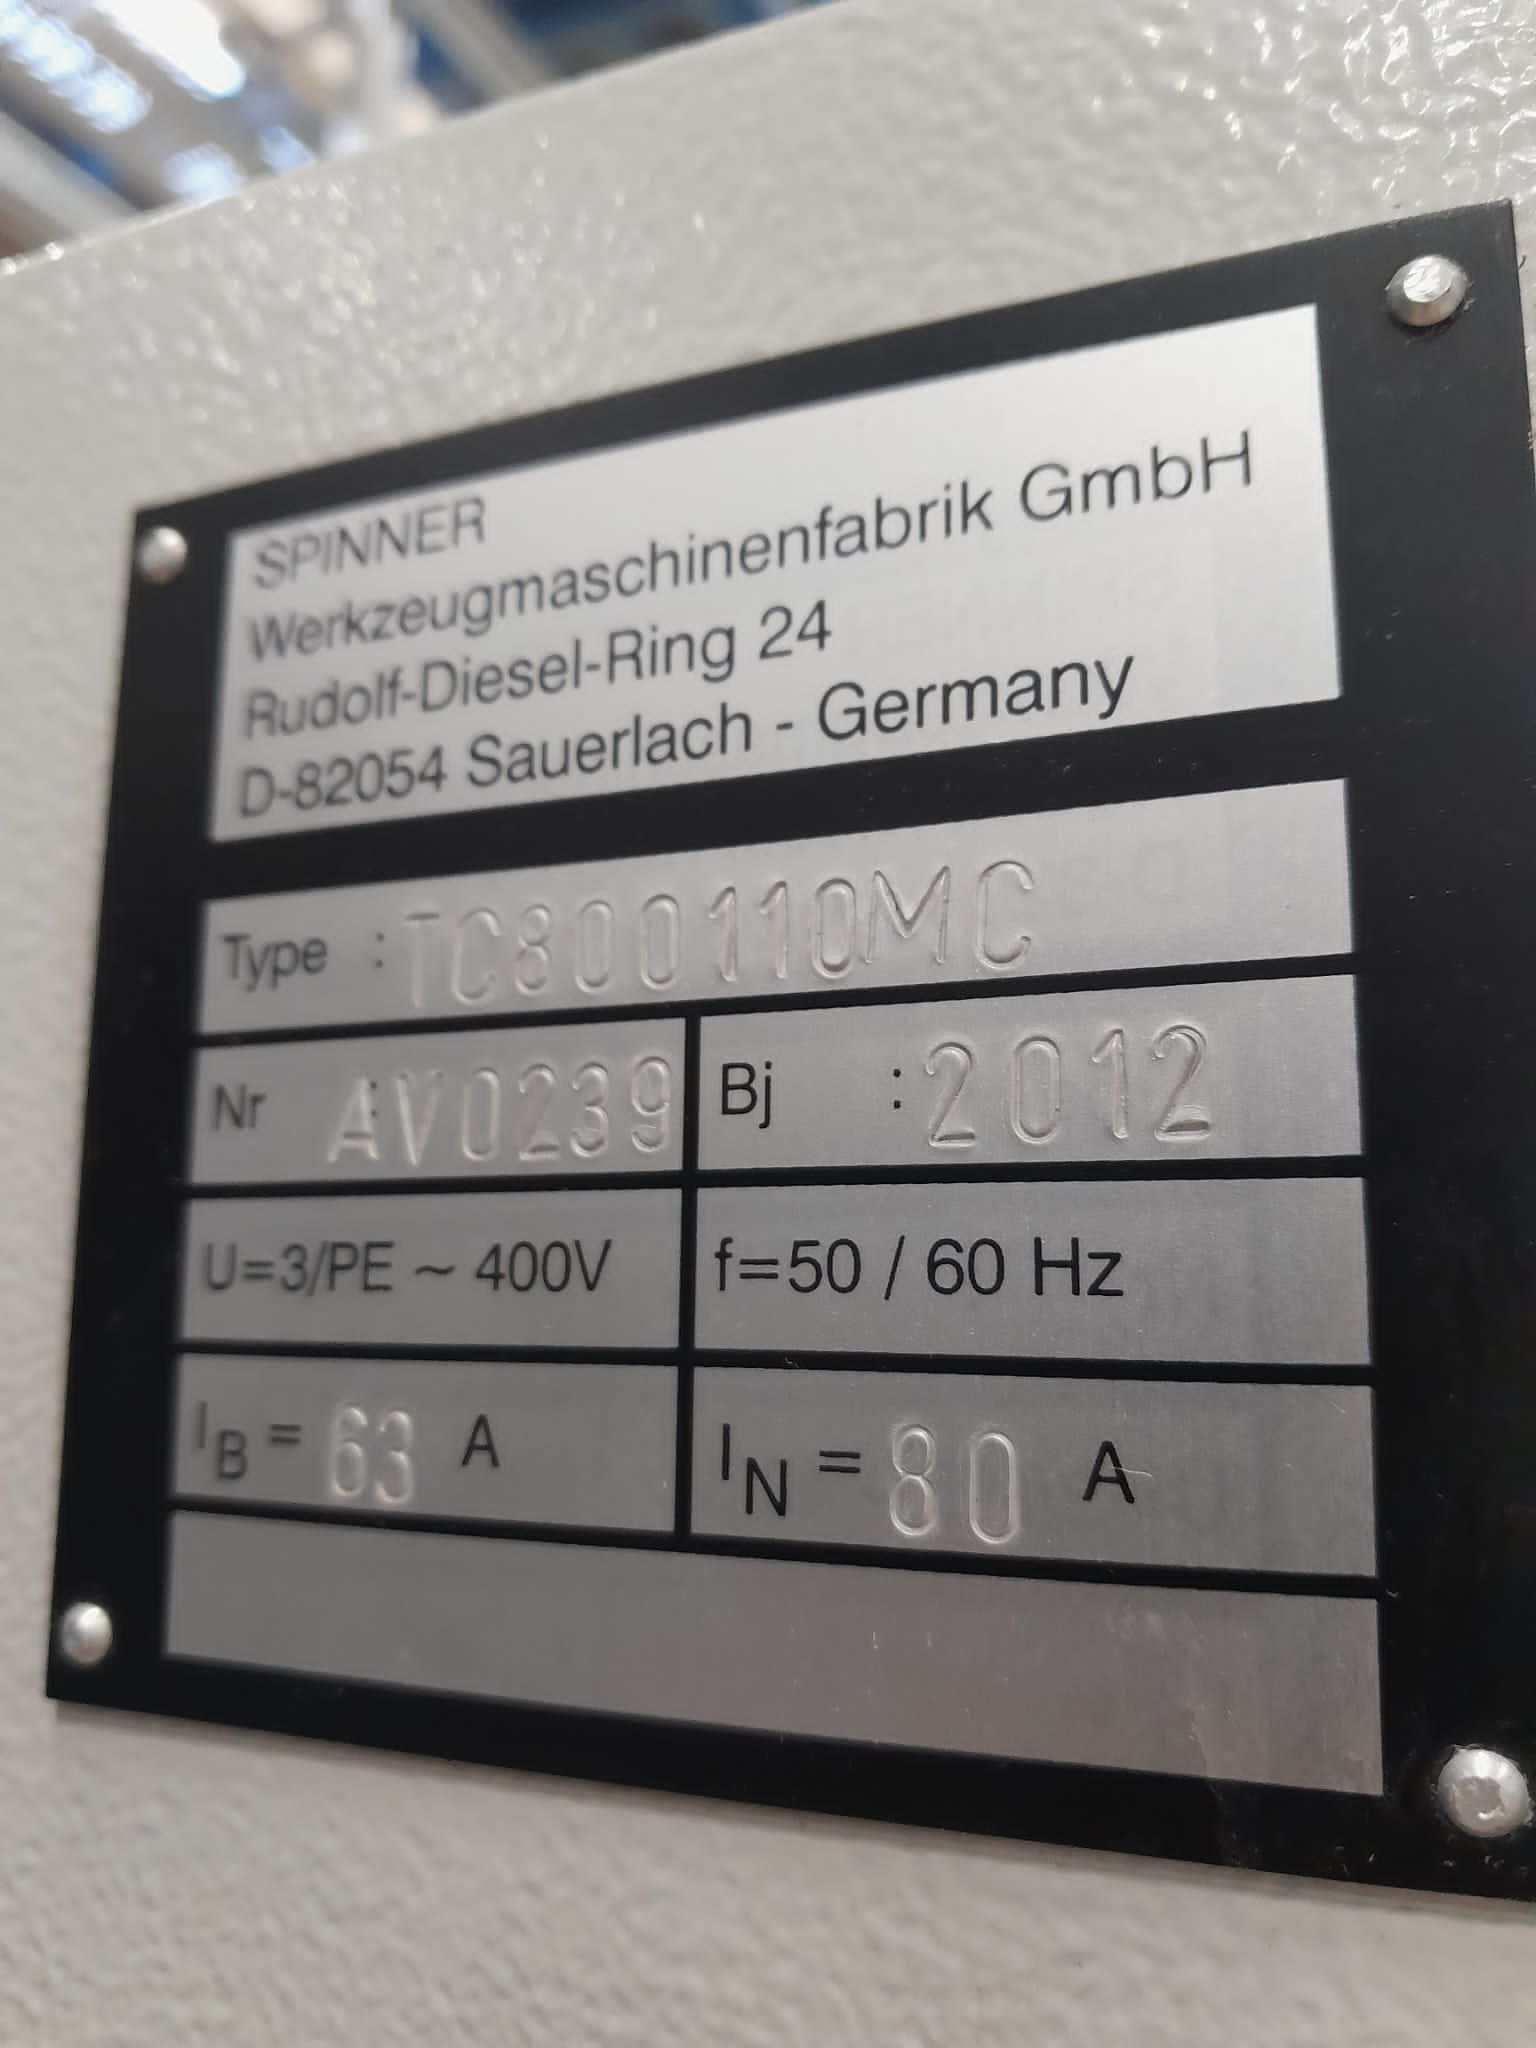 SPINNER
Werkzeugmaschinenfabrik GmbH
Rudolf-Diesel-Ring 24
D-82054 Sauerlach - Germany
Type : TC800110MC
Nr : AV0239
Bj : 2012
U=3/PE ~ 400V
f=50 / 60 Hz
IB = 63 A
IN = 80 A